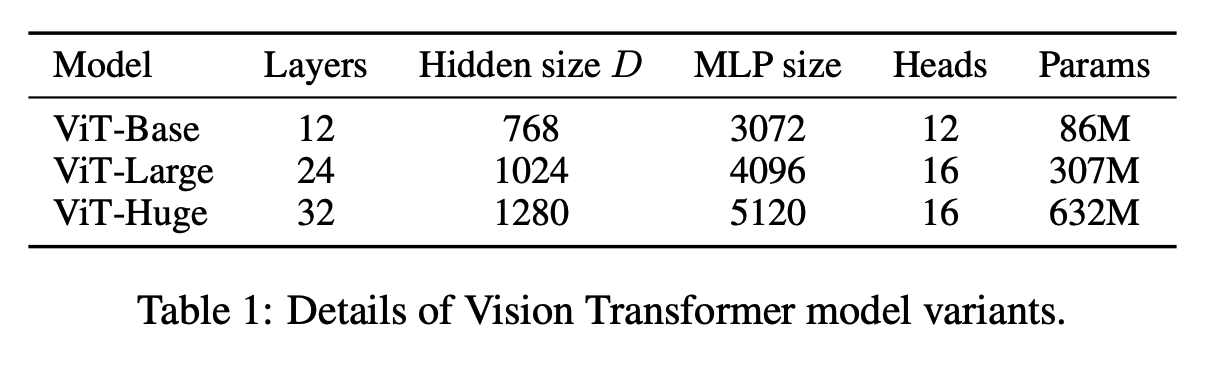 Model Layers Hidden size D MLP size Heads Params
ViT-Base 12 768 3072 12 86M
ViT-Large 24 1024 4096 16 307M
ViT-Huge 32 1280 5120 16 632M
Table 1: Details of Vision Transformer model variants.